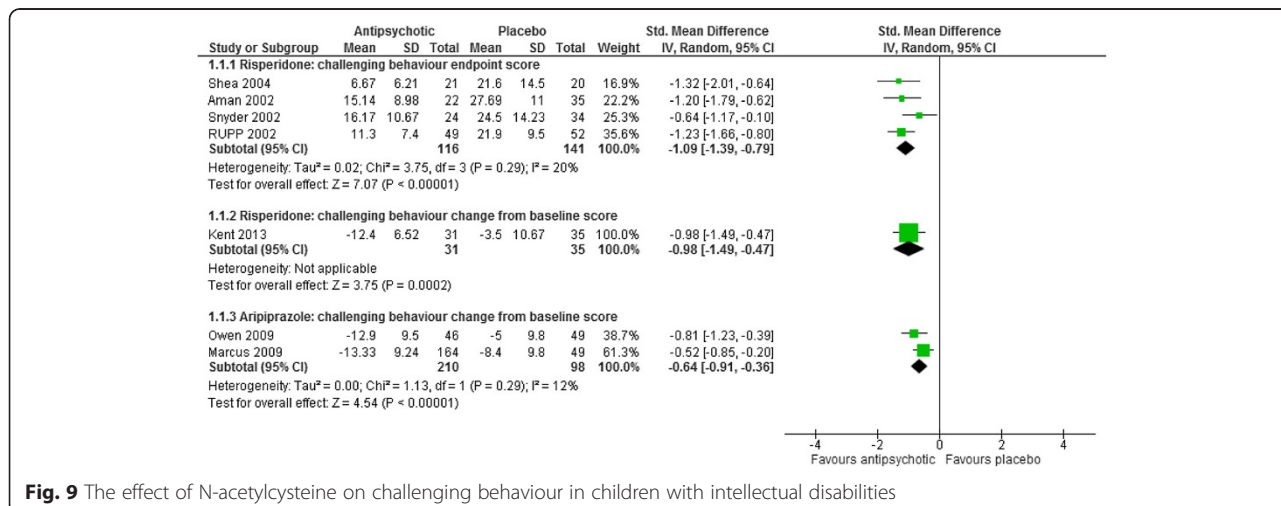 Antipsychotic Placebo Std. Mean Difference Std. Mean Difference
Study or Subgroup Mean SD Total Mean SD Total Weight IV, Random, 95% CI IV, Random, 95% CI
1.1.1 Risperidone: challenging behaviour endpoint score
Shea 2004 6.67 6.21 21 21.6 14.5 20 16.9% -1.32 [-2.01, -0.64]
Aman 2002 15.14 8.98 22 27.69 11 35 22.2% -1.20 [-1.79, -0.62]
Snyder 2002 16.17 10.67 24 24.5 14.23 34 25.3% -0.64 [-1.17, -0.10]
RUPP 2002 11.3 7.4 49 21.9 9.5 52 35.6% -1.23 [-1.66, -0.80]
Subtotal (95% CI) 116 141 100.0% -1.09 [-1.39, -0.79]
Heterogeneity: Tau² = 0.02; Chi² = 3.75, df = 3 (P = 0.29); I² = 20%
Test for overall effect: Z = 7.07 (P < 0.00001)
1.1.2 Risperidone: challenging behaviour change from baseline score
Kent 2013 -12.4 6.52 31 -3.5 10.67 35 100.0% -0.98 [-1.49, -0.47]
Subtotal (95% CI) 31 35 100.0% -0.98 [-1.49, -0.47]
Heterogeneity: Not applicable
Test for overall effect: Z = 3.75 (P = 0.0002)
1.1.3 Aripiprazole: challenging behaviour change from baseline score
Owen 2009 -12.9 9.5 46 -5 9.8 49 38.7% -0.81 [-1.23, -0.39]
Marcus 2009 -13.33 9.24 164 -8.4 9.8 49 61.3% -0.52 [-0.85, -0.20]
Subtotal (95% CI) 210 98 100.0% -0.64 [-0.91, -0.36]
Heterogeneity: Tau² = 0.00; Chi² = 1.13, df = 1 (P = 0.29); I² = 12%
Test for overall effect: Z = 4.54 (P < 0.00001)
-4 -2 0 2 4
Favours antipsychotic Favours placebo
Fig. 9 The effect of N-acetylcysteine on challenging behaviour in children with intellectual disabilities